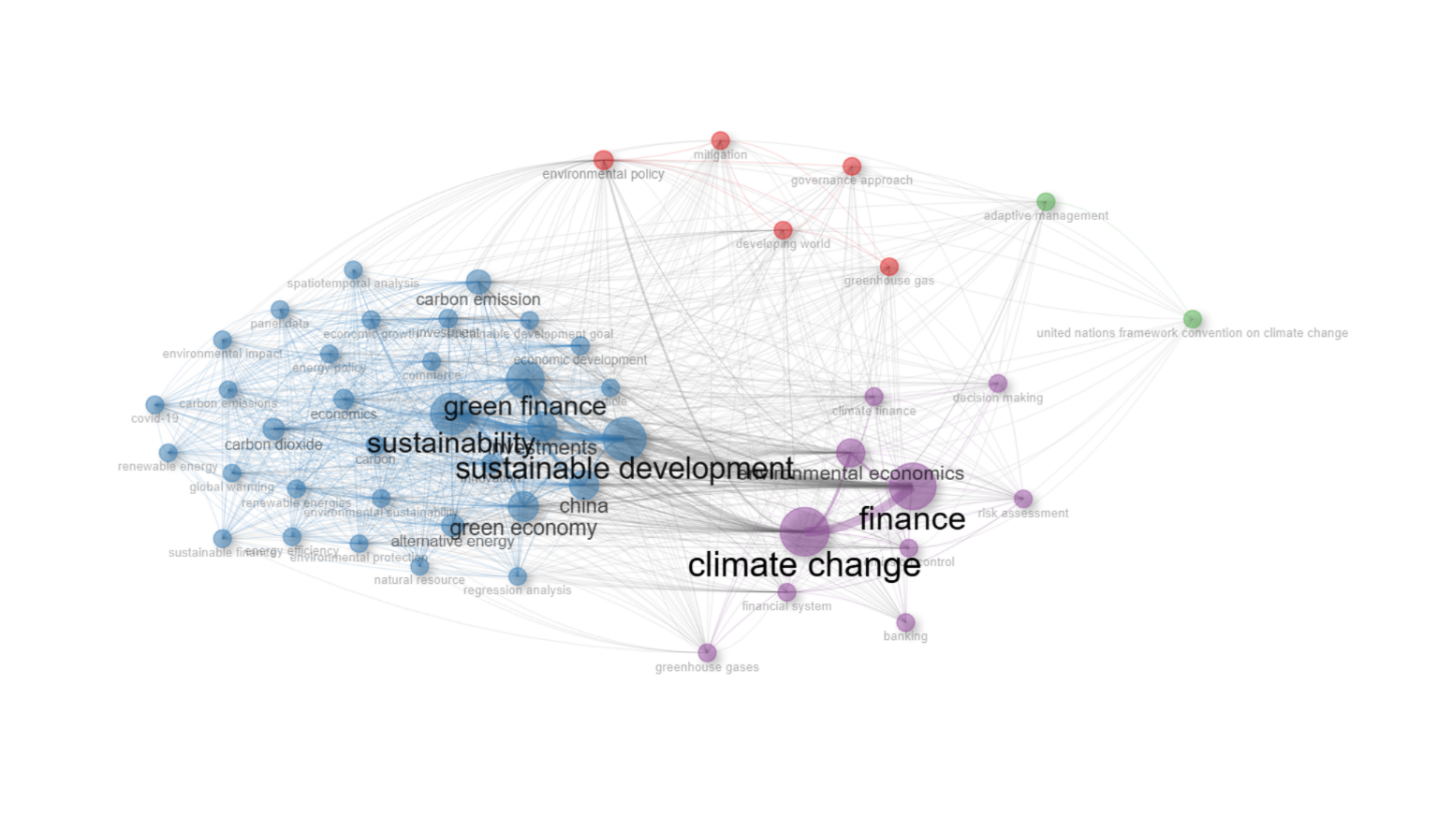 mitigation
environmental policy
governance approach
adaptive management
developing world
greenhouse gas
spatiotemporal analysis
carbon emission
panel data
economic growth
investment
sustainable development goal
united nations framework convention on climate change
environmental impact
energy policy
economic development
commerce
decision making
carbon emissions
climate finance
green finance
covid-19
economics
carbon dioxide
sustainability
investments
carbon
renewable energy
sustainable development
environmental economics
innovation
global warming
renewable energies
china
environmental sustainability
risk assessment
finance
green economy
alternative energy
sustainable finance
energy efficiency
environmental protection
control
climate change
natural resource
regression analysis
financial system
banking
greenhouse gases